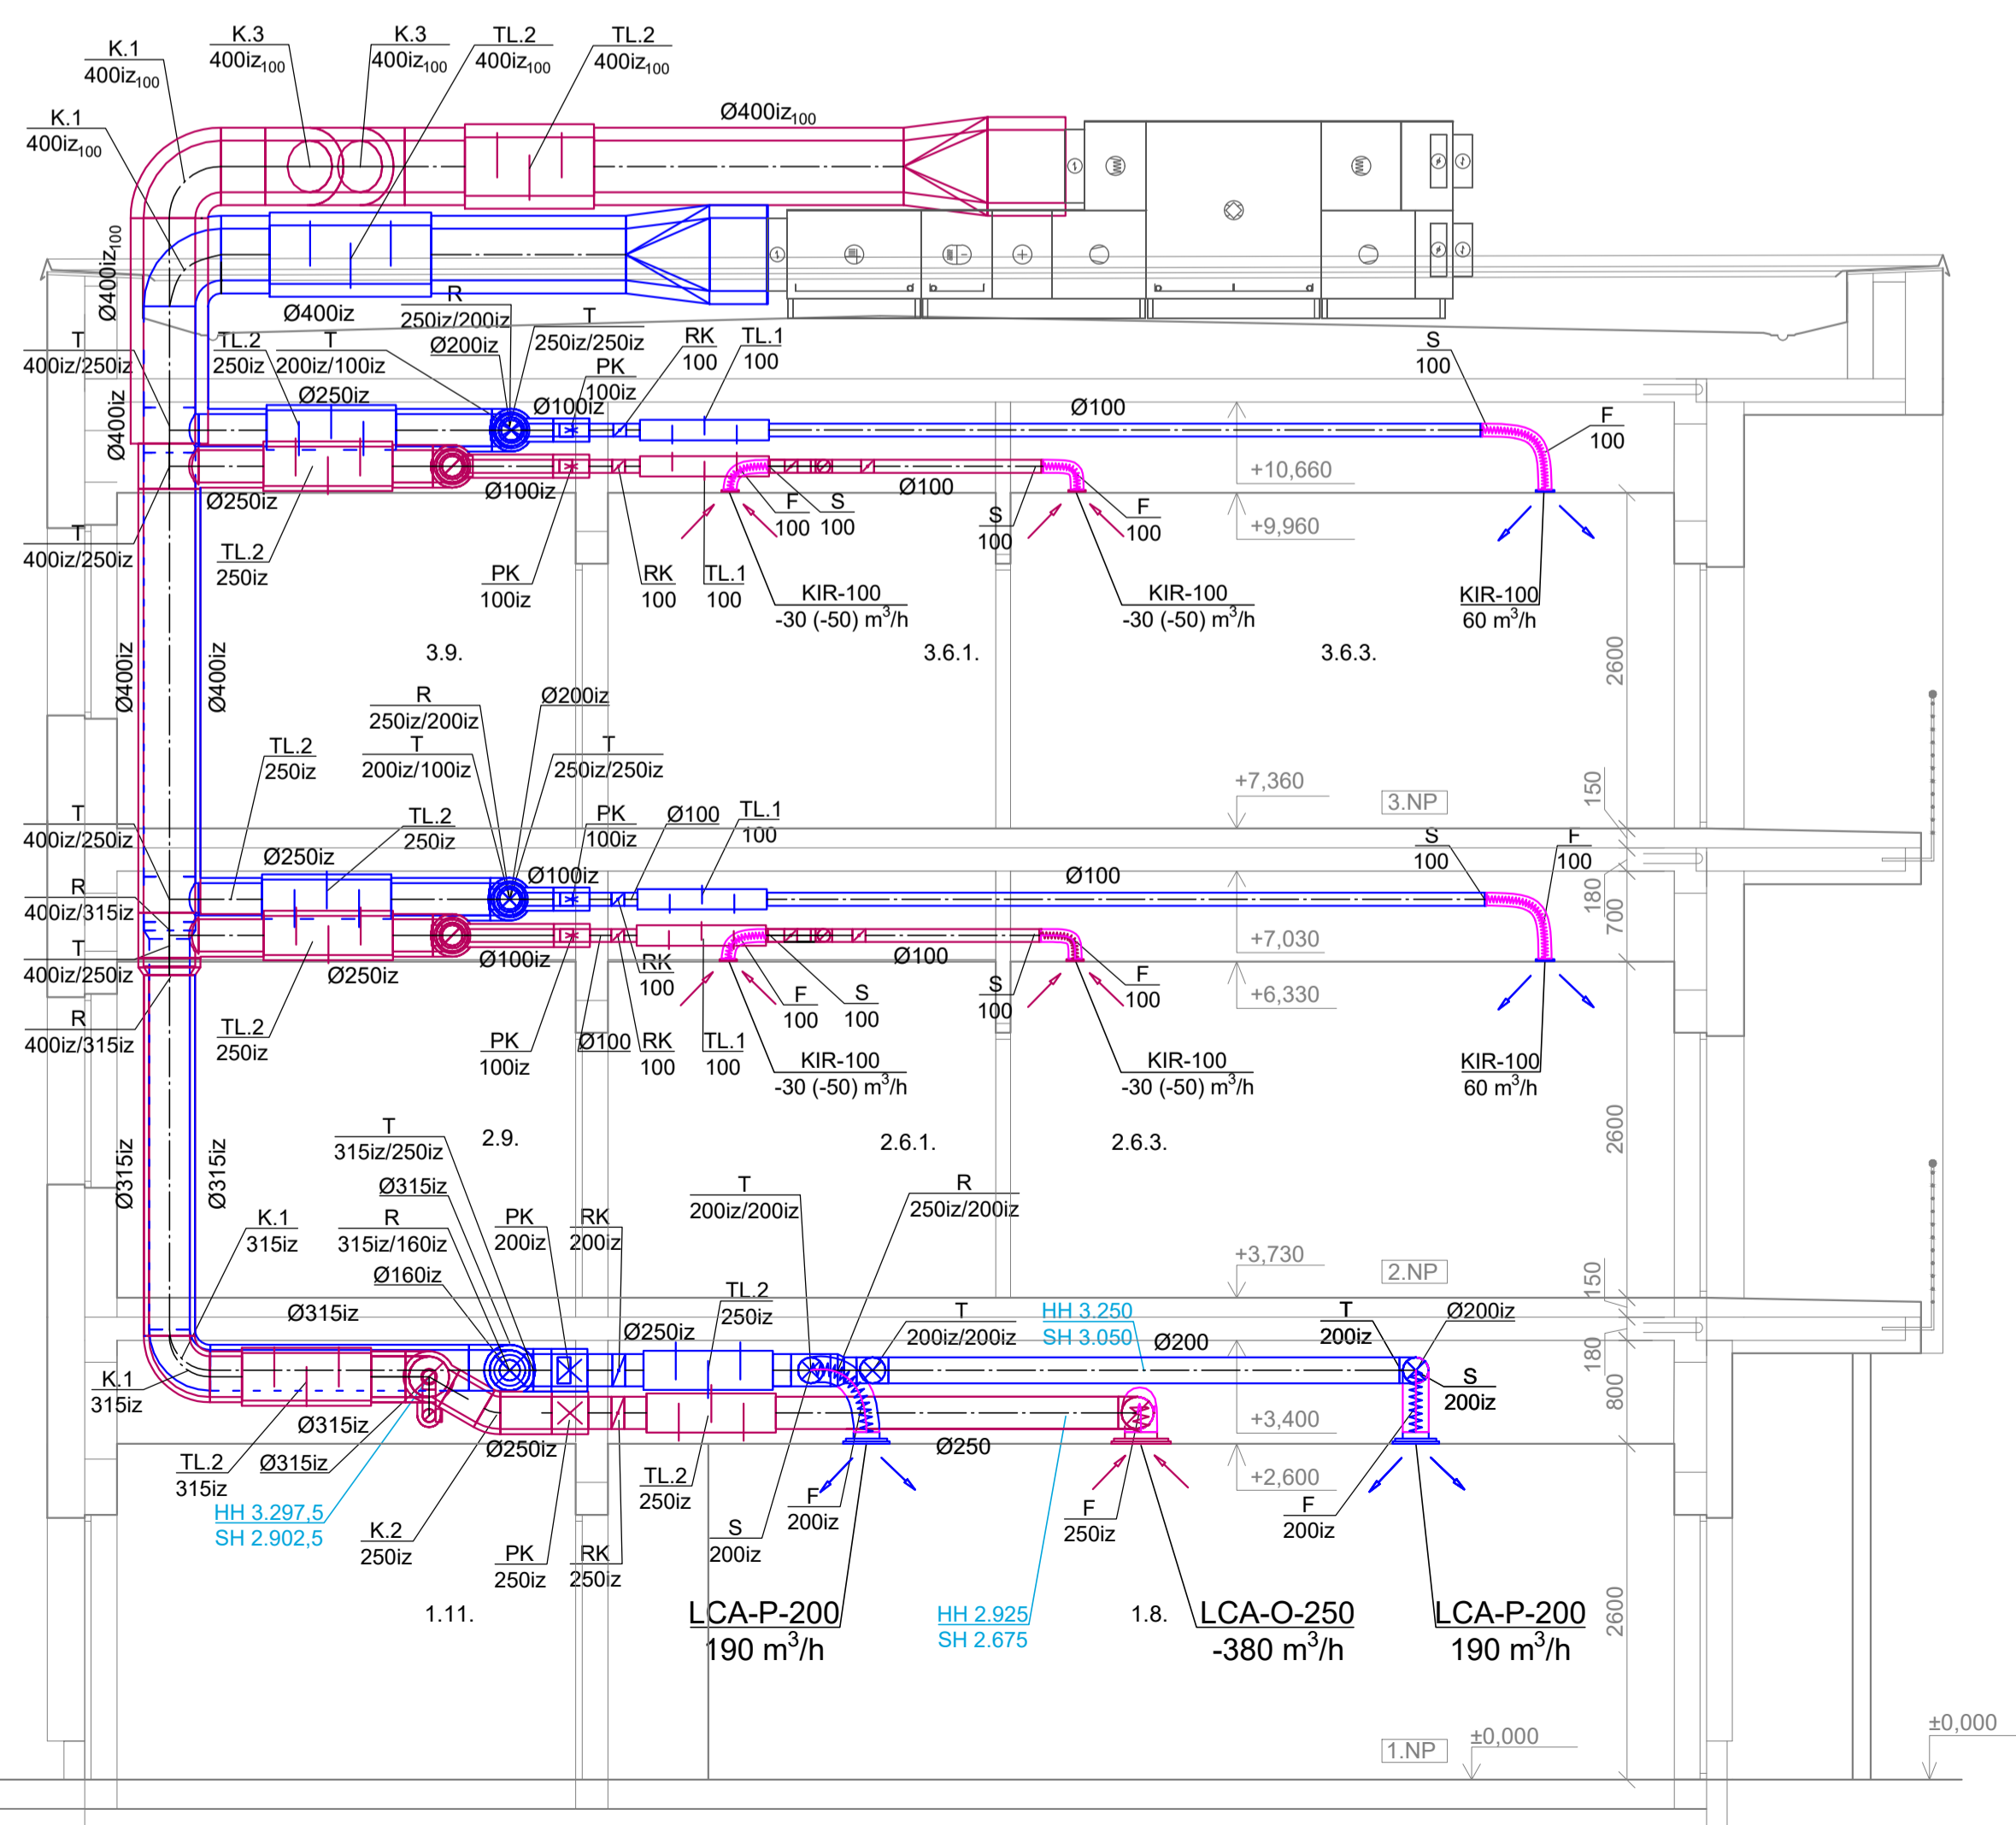 K.1
400iz100
K.3
400iz100
K.3
400iz100
TL.2
400iz100
TL.2
400iz100
K.1
400iz100
Ø400iz100
Ø400iz100
Ø400iz
R
250iz/200iz
T
250iz/250iz
T
400iz/250iz
TL.2
250iz
T
200iz/100iz
Ø200iz
RK
100
TL.1
100
S
100
PK
100iz
Ø250iz
Ø100iz
Ø100
F
100
Ø400iz
+10,660
Ø250iz
Ø100iz
Ø100
F
100
S
100
S
100
F
100
+9,960
T
400iz/250iz
TL.2
250iz
PK
100iz
RK
100
TL.1
100
KIR-100
-30 (-50) m³/h
KIR-100
-30 (-50) m³/h
KIR-100
60 m³/h
3.9.
3.6.1.
3.6.3.
2600
Ø400iz
Ø400iz
R
250iz/200iz
Ø200iz
T
200iz/100iz
T
250iz/250iz
TL.2
250iz
+7,360
3.NP
150
T
400iz/250iz
TL.2
250iz
PK
100iz
Ø100
TL.1
100
S
100
F
100
Ø250iz
Ø100iz
Ø100
180
700
R
400iz/315iz
T
400iz/250iz
+7,030
Ø250iz
Ø100iz
RK
100
Ø100
F
100
S
100
S
100
F
100
+6,330
R
400iz/315iz
TL.2
250iz
PK
100iz
Ø100
RK
100
TL.1
100
KIR-100
-30 (-50) m³/h
KIR-100
-30 (-50) m³/h
KIR-100
60 m³/h
2.9.
2.6.1.
2.6.3.
2600
T
315iz/250iz
Ø315iz
Ø315iz
Ø315iz
K.1
315iz
R
315iz/160iz
PK
200iz
RK
200iz
T
200iz/200iz
R
250iz/200iz
Ø160iz
+3,730
2.NP
150
TL.2
250iz
Ø315iz
Ø250iz
T
200iz/200iz
HH 3.250
SH 3.050
Ø200
T
200iz
Ø200iz
180
800
K.1
315iz
S
200iz
+3,400
Ø315iz
Ø250iz
Ø250
TL.2
315iz
Ø315iz
+2,600
TL.2
250iz
F
200iz
F
250iz
F
200iz
HH 3.297,5
SH 2.902,5
K.2
250iz
PK
250iz
RK
250iz
S
200iz
1.11.
LCA-P-200
190 m³/h
HH 2.925
SH 2.675
1.8.
LCA-O-250
-380 m³/h
LCA-P-200
190 m³/h
2600
1.NP
±0,000
±0,000